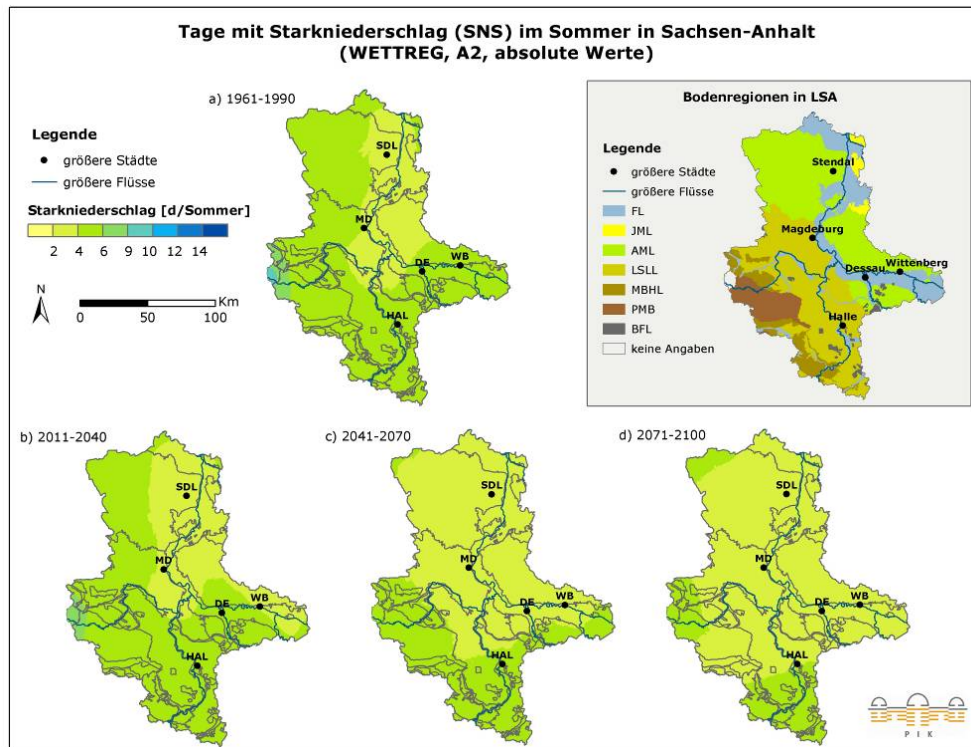 Tage mit Starkniederschlag (SNS) im Sommer in Sachsen-Anhalt
(WETTREG, A2, absolute Werte)
a) 1961-1990
Legende
größere Städte
größere Flüsse
Starkniederschlag [d/Sommer]
2 4 6 8 10 12 14
N
Km
0 50 100
SDL
MD
DE
WB
HAL
Bodenregionen in LSA
Legende
größere Städte
größere Flüsse
FL
JML
AML
LSLL
MBHL
PMB
BFL
keine Angaben
Stendal
Magdeburg
Wittenberg
Dessau
Halle
b) 2011-2040
SDL
MD
WB
DE
HAL
c) 2041-2070
SDL
MD
WB
DE
HAL
d) 2071-2100
SDL
MD
WB
DE
HAL
P I K